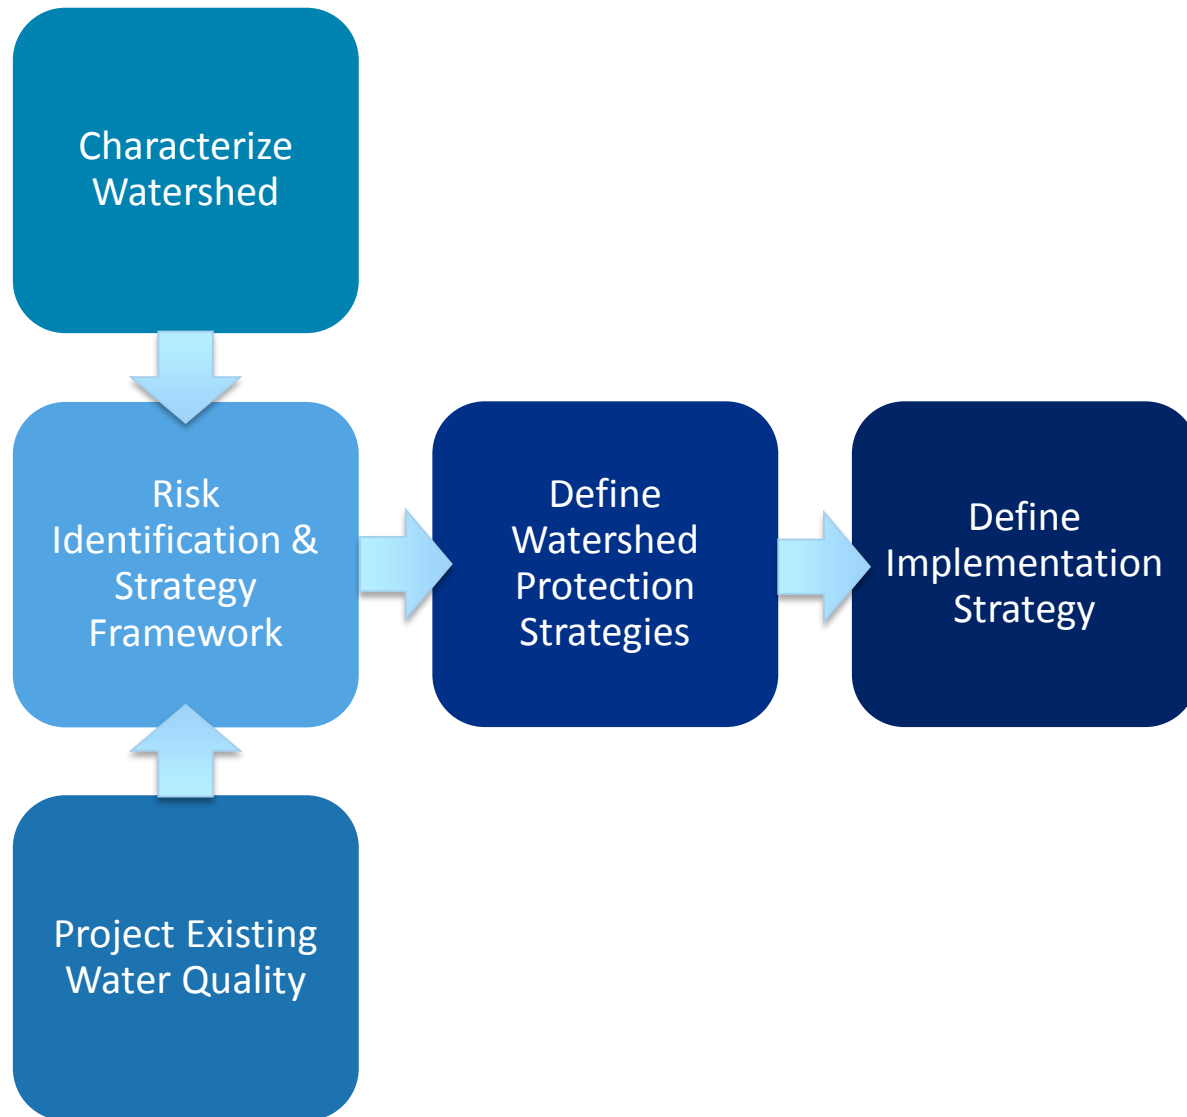 Characterize
Watershed
Risk
Identification &
Strategy
Framework
Define
Watershed
Protection
Strategies
Define
Implementation
Strategy
Project Existing
Water Quality